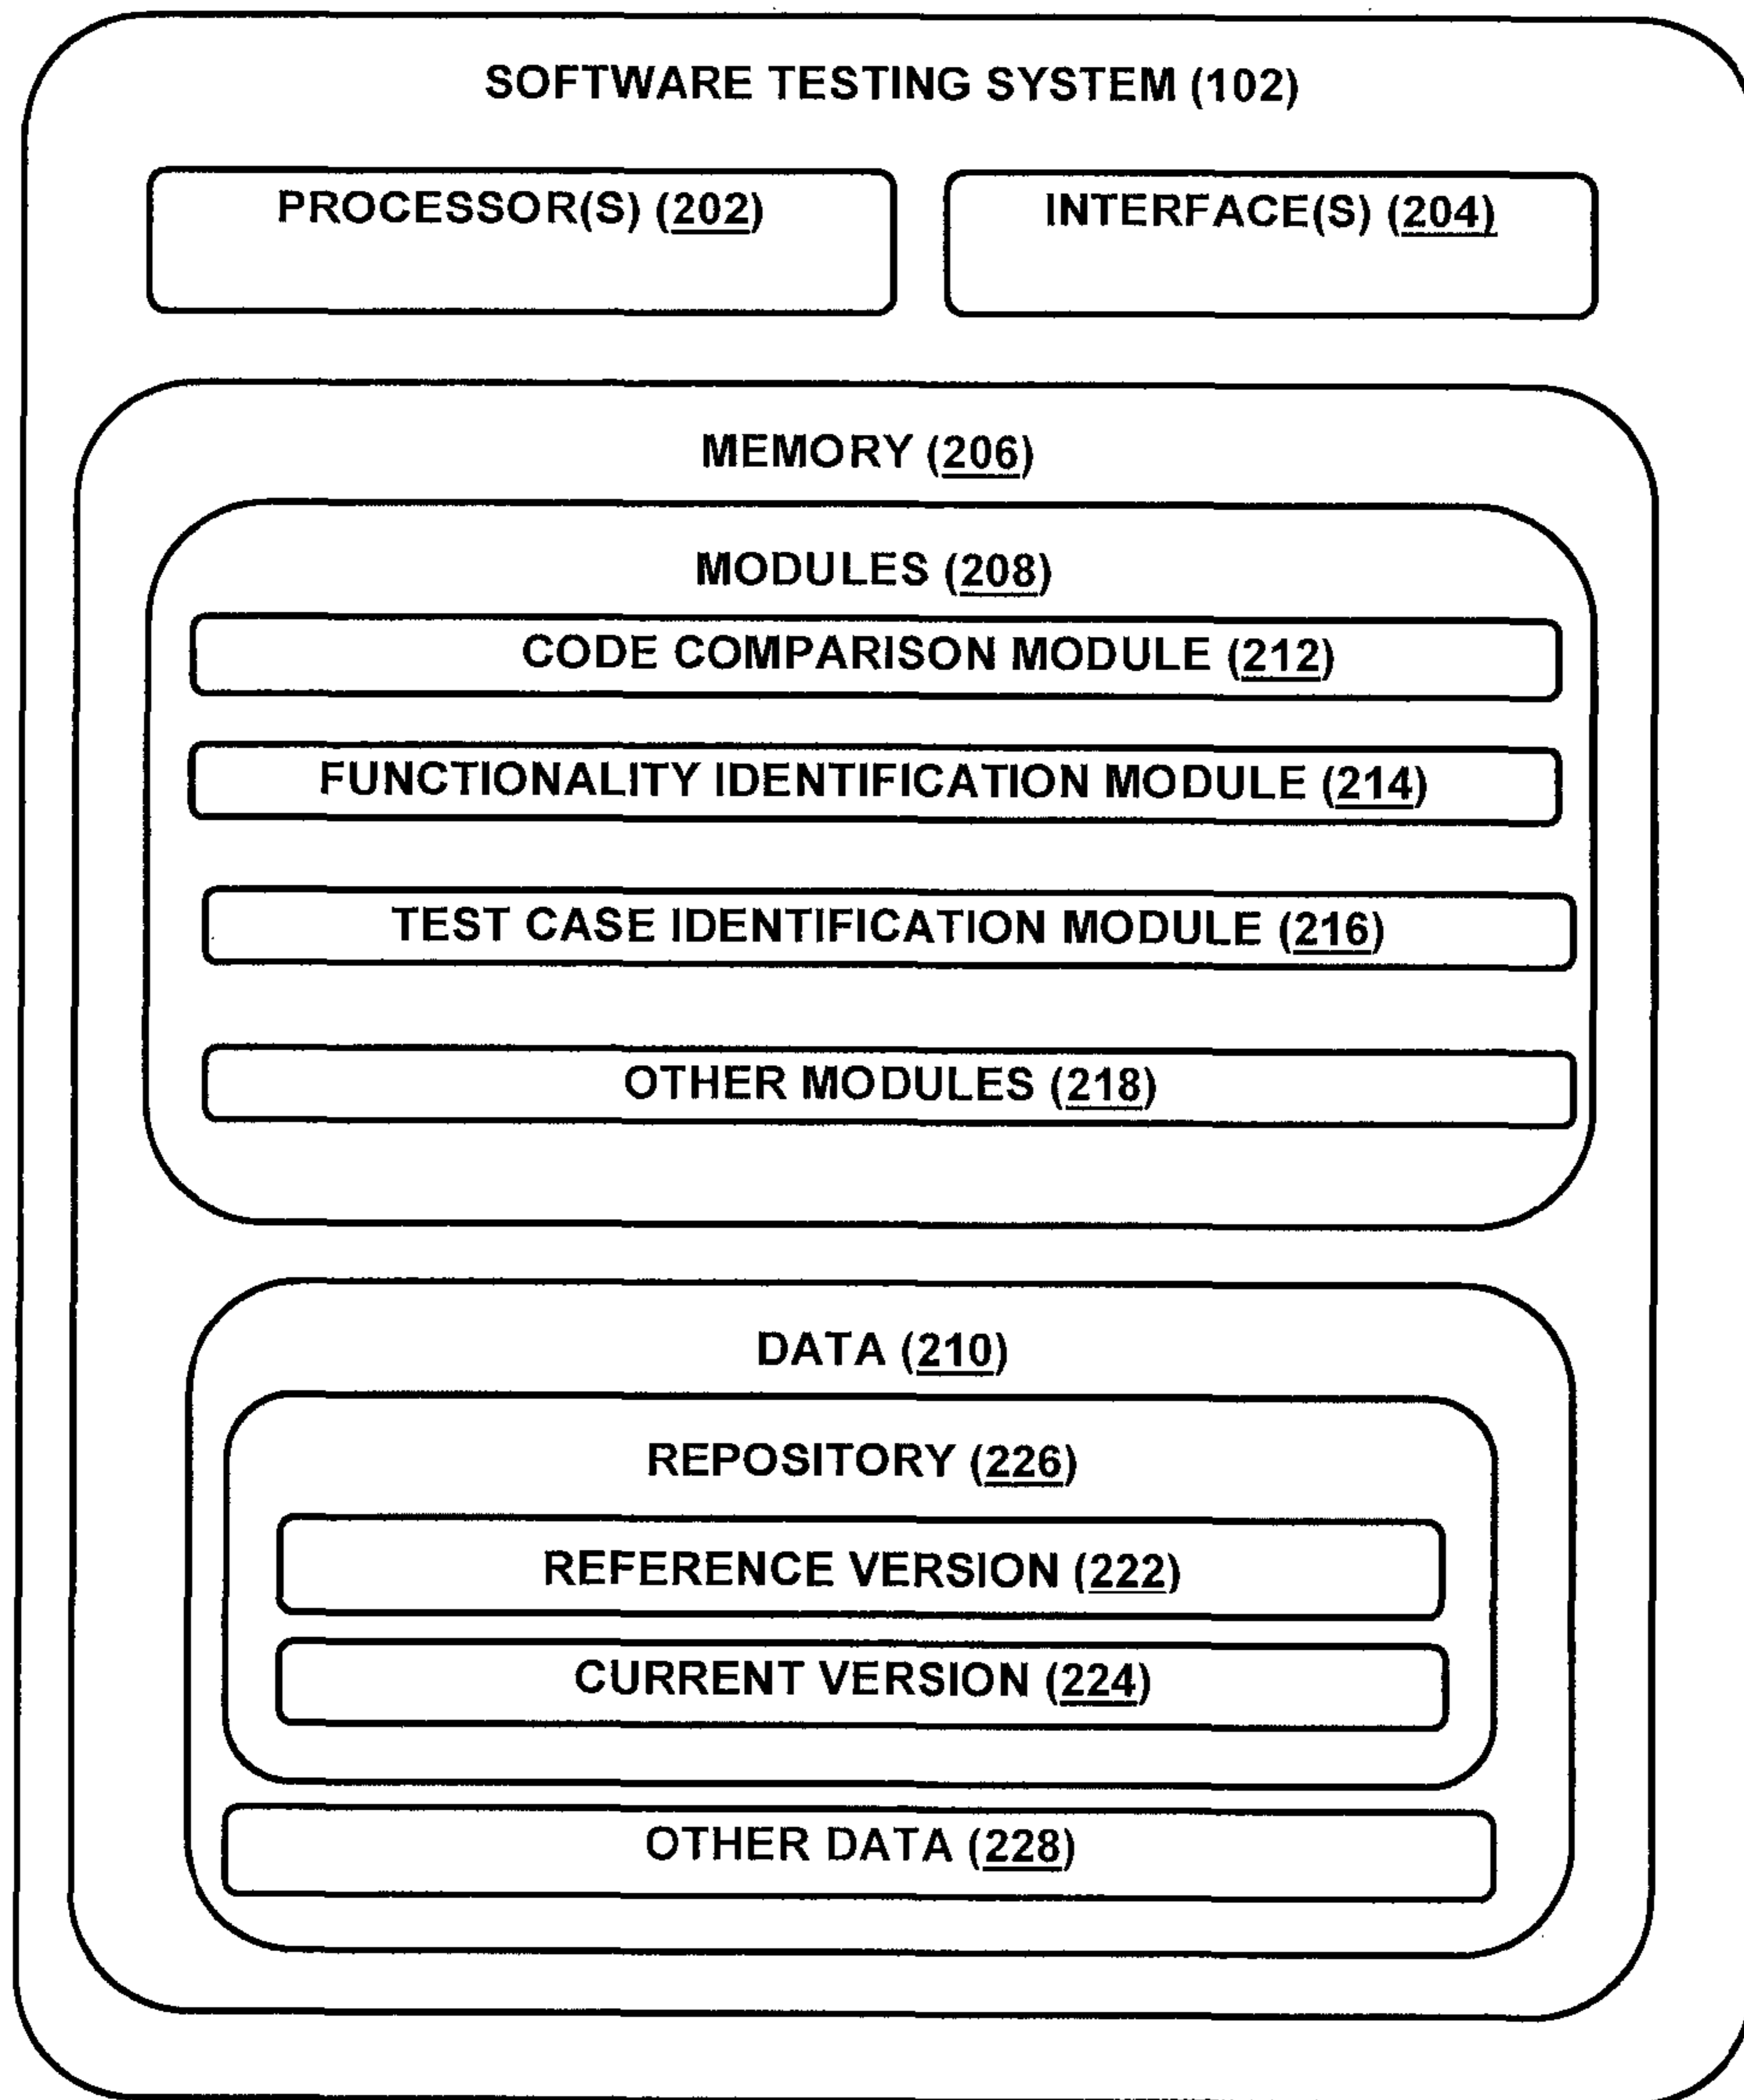 SOFTWARE TESTING SYSTEM (102)
PROCESSOR(S) (202)
INTERFACE(S) (204)
MEMORY (206)
MODULES (208)
CODE COMPARISON MODULE (212)
FUNCTIONALITY IDENTIFICATION MODULE (214)
TEST CASE IDENTIFICATION MODULE (216)
OTHER MODULES (218)
DATA (210)
REPOSITORY (226)
REFERENCE VERSION (222)
CURRENT VERSION (224)
OTHER DATA (228)